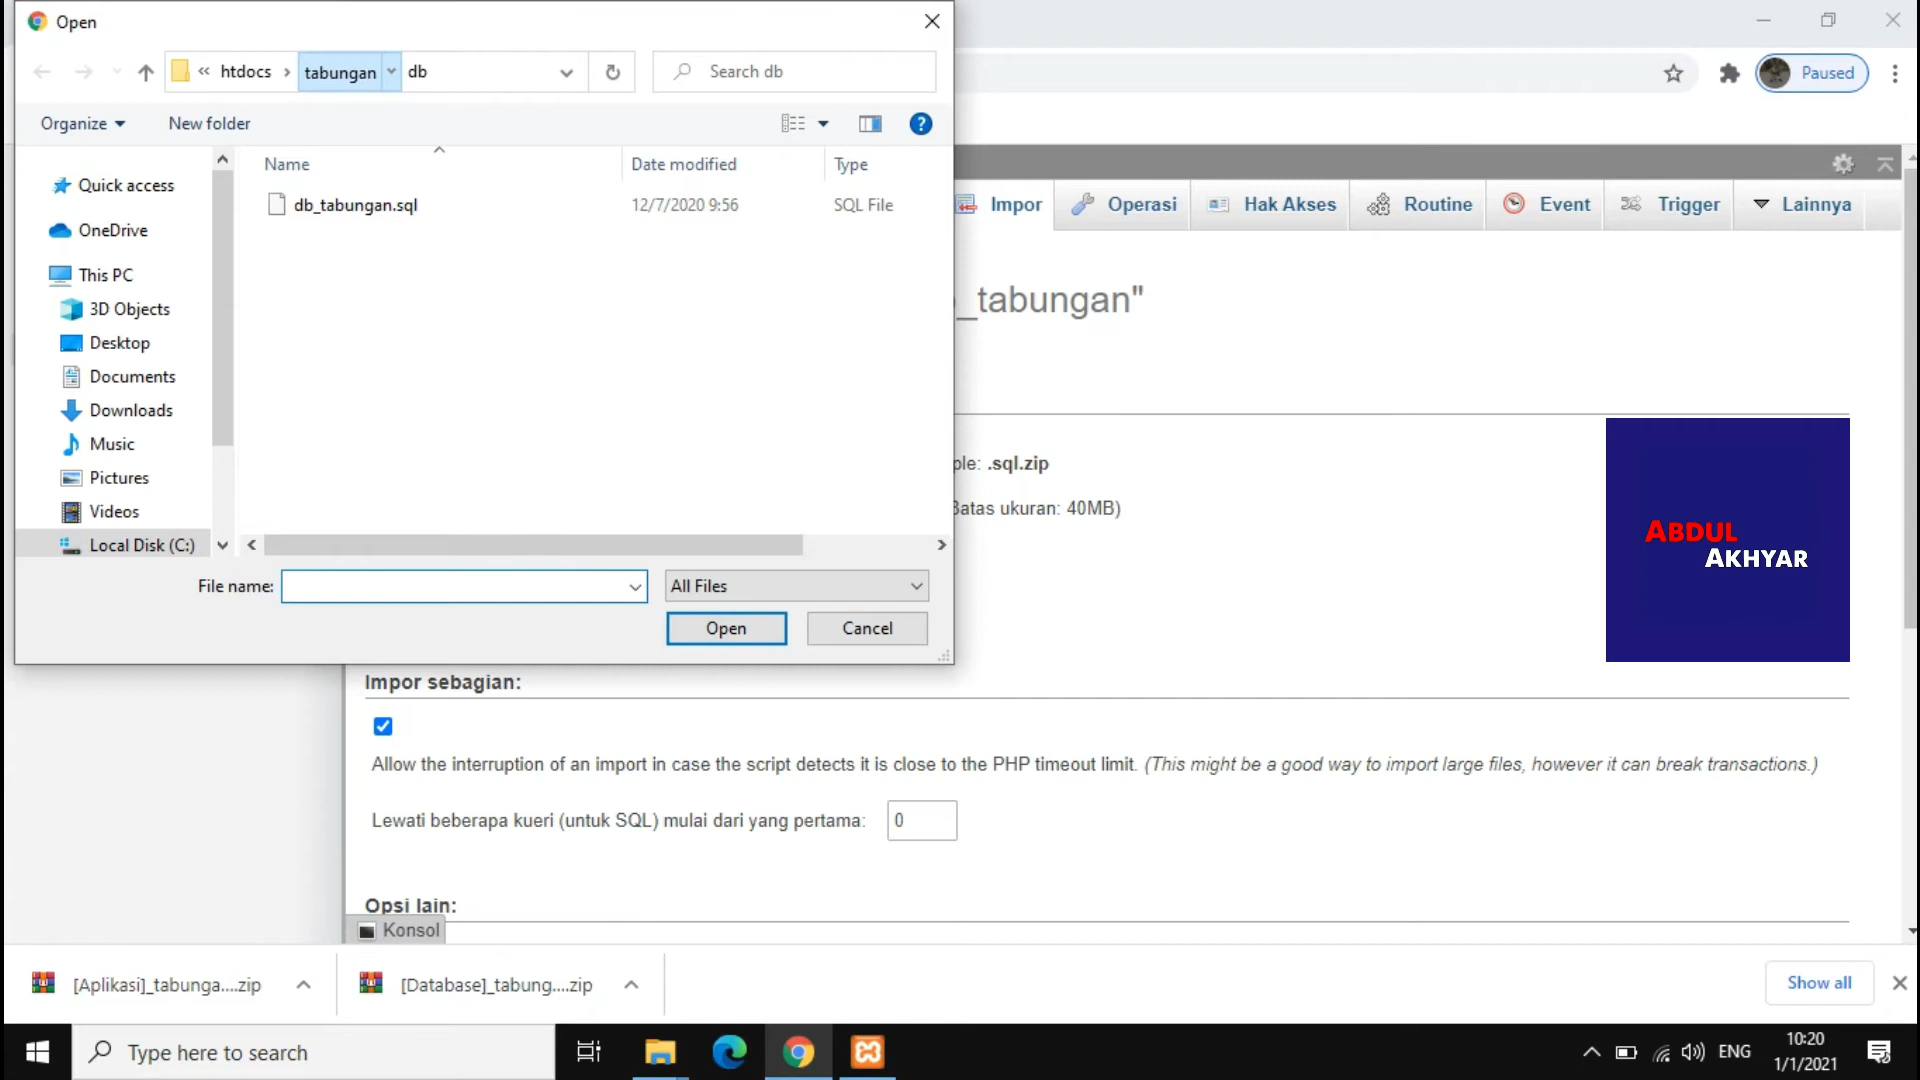 Open
Paused
« htdocs › tabungan db
Search db
Organize
New folder
Name
Date modified
Type
db_tabungan.sql
12/7/2020 9:56
SQL File
Quick access
OneDrive
This PC
3D Objects
Desktop
Documents
Downloads
Music
Pictures
Videos
Local Disk (C:)
File name:
All Files
Open
Cancel
Impor
Operasi
Hak Akses
Routine
Event
Trigger
Lainnya
_tabungan"
ple: .sql.zip
Batas ukuran: 40MB)
ABDUL
AKHYAR
Impor sebagian:
Allow the interruption of an import in case the script detects it is close to the PHP timeout limit. (This might be a good way to import large files, however it can break transactions.)
Lewati beberapa kueri (untuk SQL) mulai dari yang pertama: 0
Opsi lain:
Konsol
[Aplikasi]_tabunga....zip
[Database]_tabung....zip
Show all
Type here to search
ENG
10:20
1/1/2021